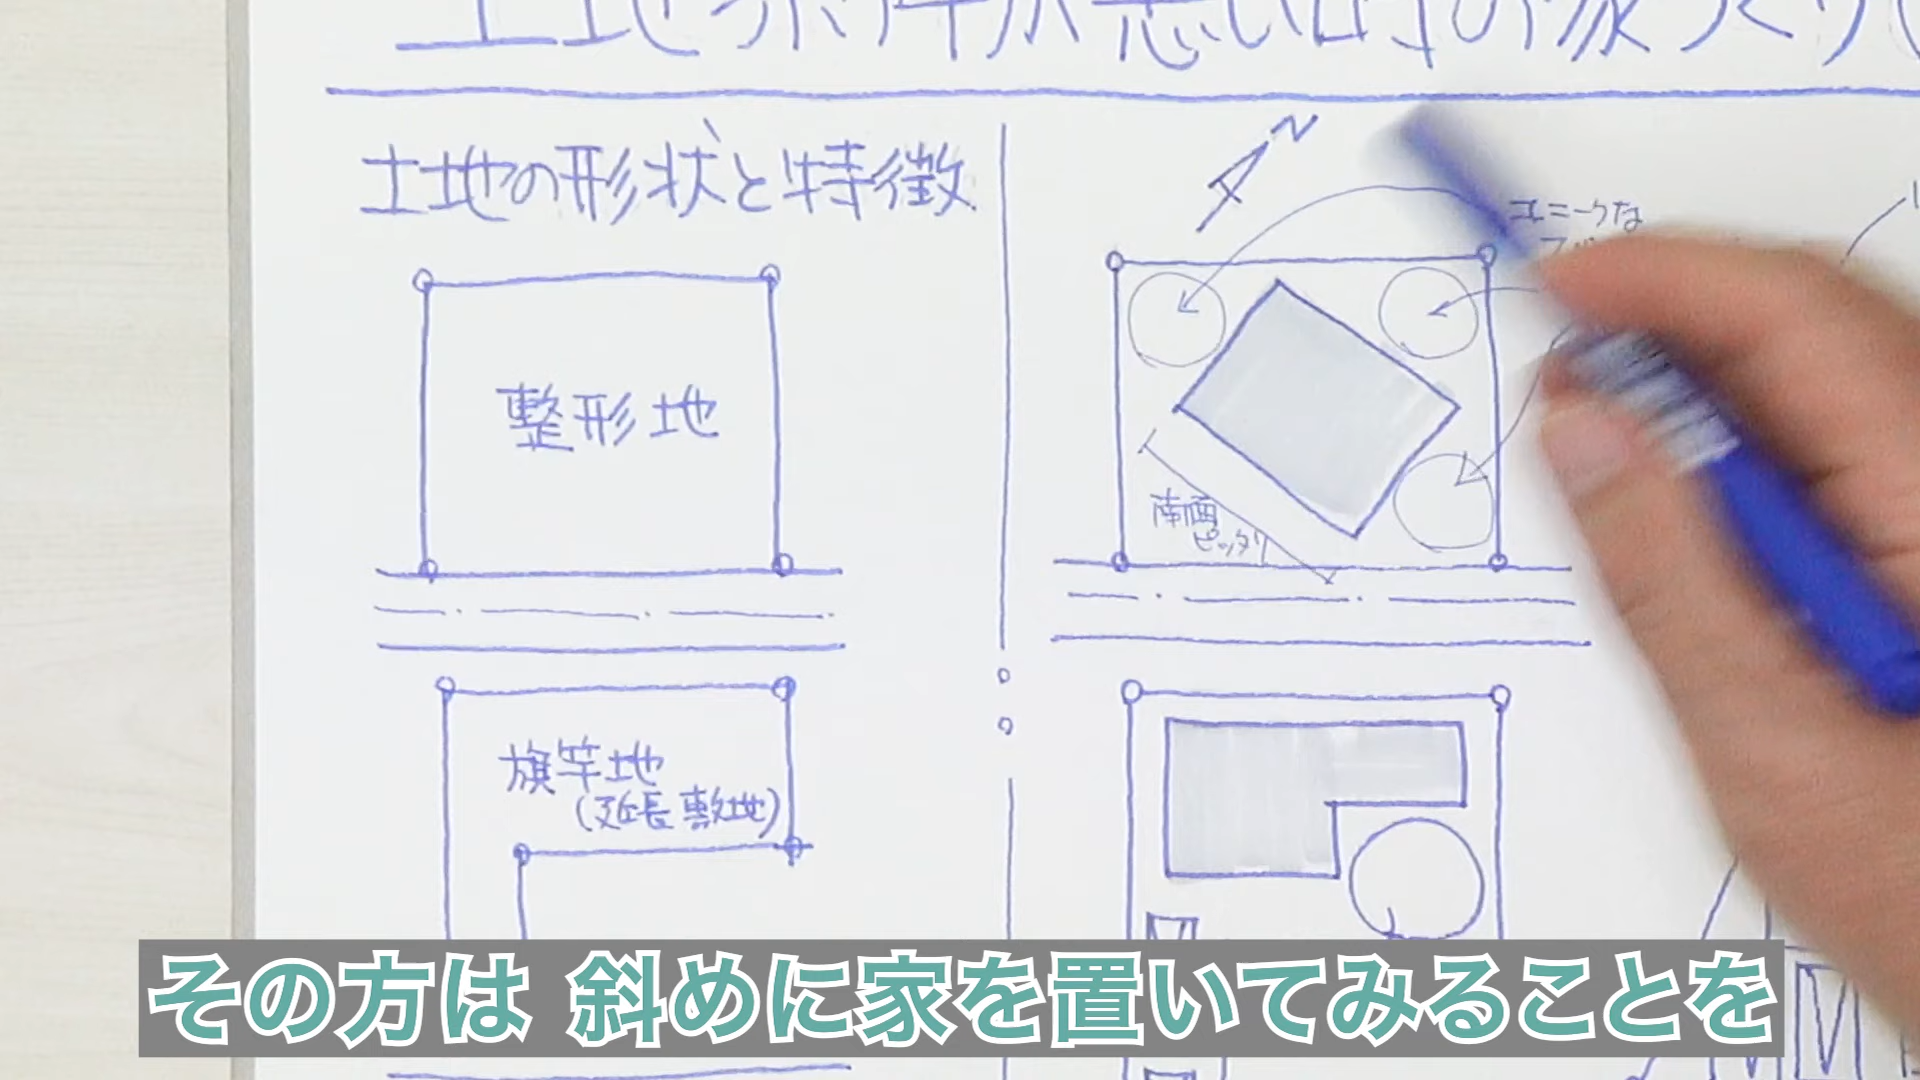 土地の形状と特徴
N
ユニークな
整形地
南面
ピッタリ
旗竿地
(延長敷地)
その方は 斜めに家を置いてみることを